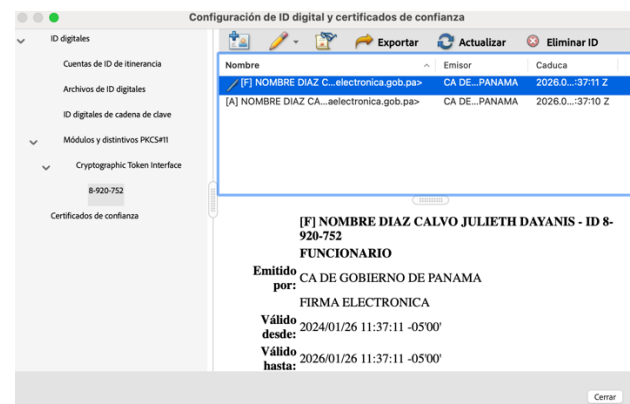 Configuración de ID digital y certificados de confianza
ID digitales
Cuentas de ID de itinerancia
Archivos de ID digitales
ID digitales de cadena de clave
Módulos y distintivos PKCS#11
Cryptographic Token Interface
8-920-752
Certificados de confianza
Exportar Actualizar Eliminar ID
Nombre Emisor Caduca
[F] NOMBRE DIAZ C...electronica.gob.pa> CA DE...PANAMA 2026.0...:37:11 Z
[A] NOMBRE DIAZ CA...aelectronica.gob.pa> CA DE...PANAMA 2026.0...:37:10 Z
[F] NOMBRE DIAZ CALVO JULIETH DAYANIS - ID 8-
920-752
FUNCIONARIO
Emitido
por: CA DE GOBIERNO DE PANAMA
FIRMA ELECTRONICA
Válido
desde: 2024/01/26 11:37:11 -05'00'
Válido
hasta: 2026/01/26 11:37:11 -05'00'
Cerrar